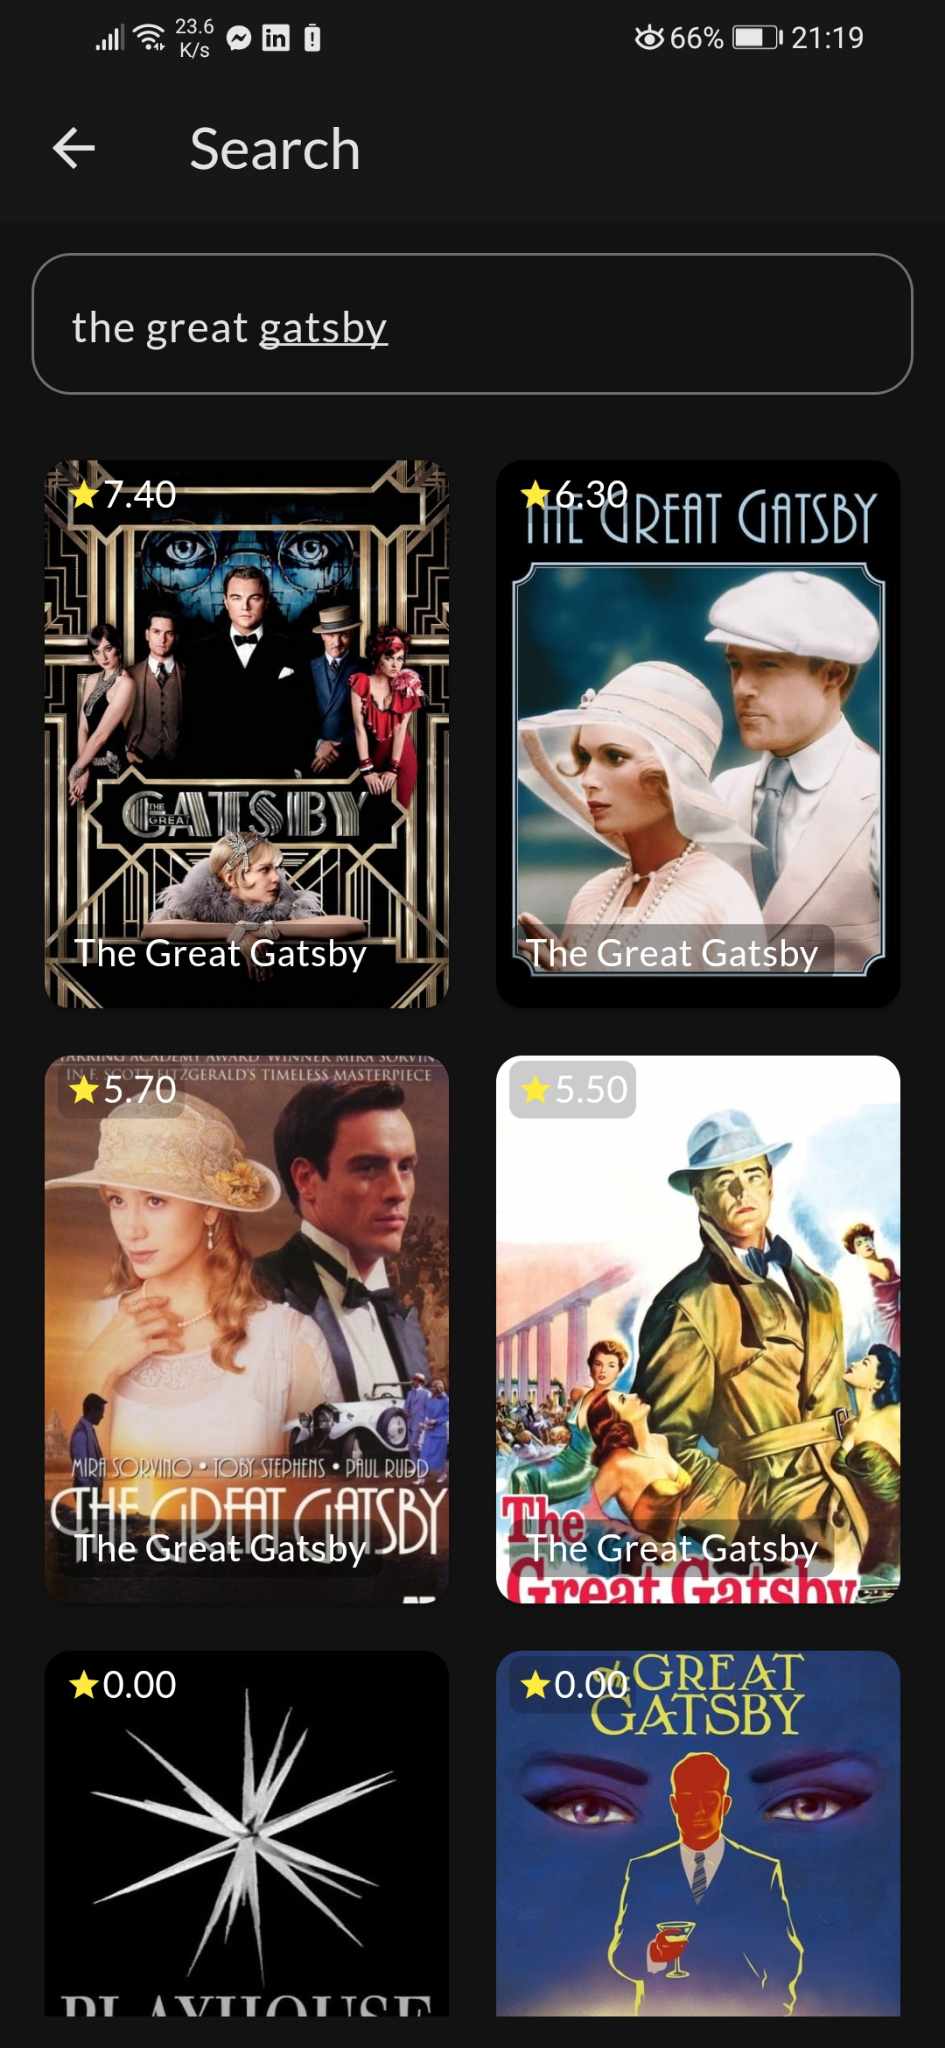 23.6
K/s
66%
21:19
Search
the great gatsby
7.40
THE
GREAT
GATSBY
The Great Gatsby
6.30
THE GREAT GATSBY
The Great Gatsby
STARRING ACADEMY AWARD WINNER MIRA SORVINO
IN F. SCOTT FITZGERALD'S TIMELESS MASTERPIECE
5.70
MIRA SORVINO • TOBY STEPHENS • PAUL RUDD
THE GREAT GATSBY
The Great Gatsby
5.50
The
Great Gatsby
The Great Gatsby
0.00
PLAYHOUSE
0.00
The GREAT
GATSBY